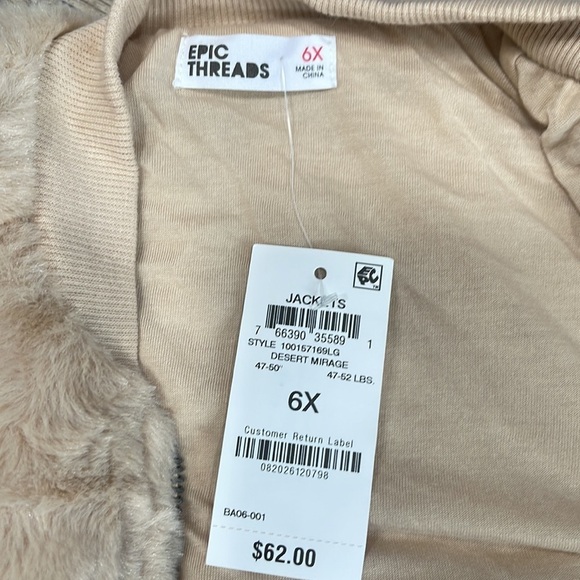 EPIC
THREADS
6X
MADE IN
CHINA
JACKETS
7 66390 35589 1
STYLE 100157169LG
DESERT MIRAGE
47-50" 47-52 LBS.
6X
Customer Return Label
082026120798
BA06-001
$62.00